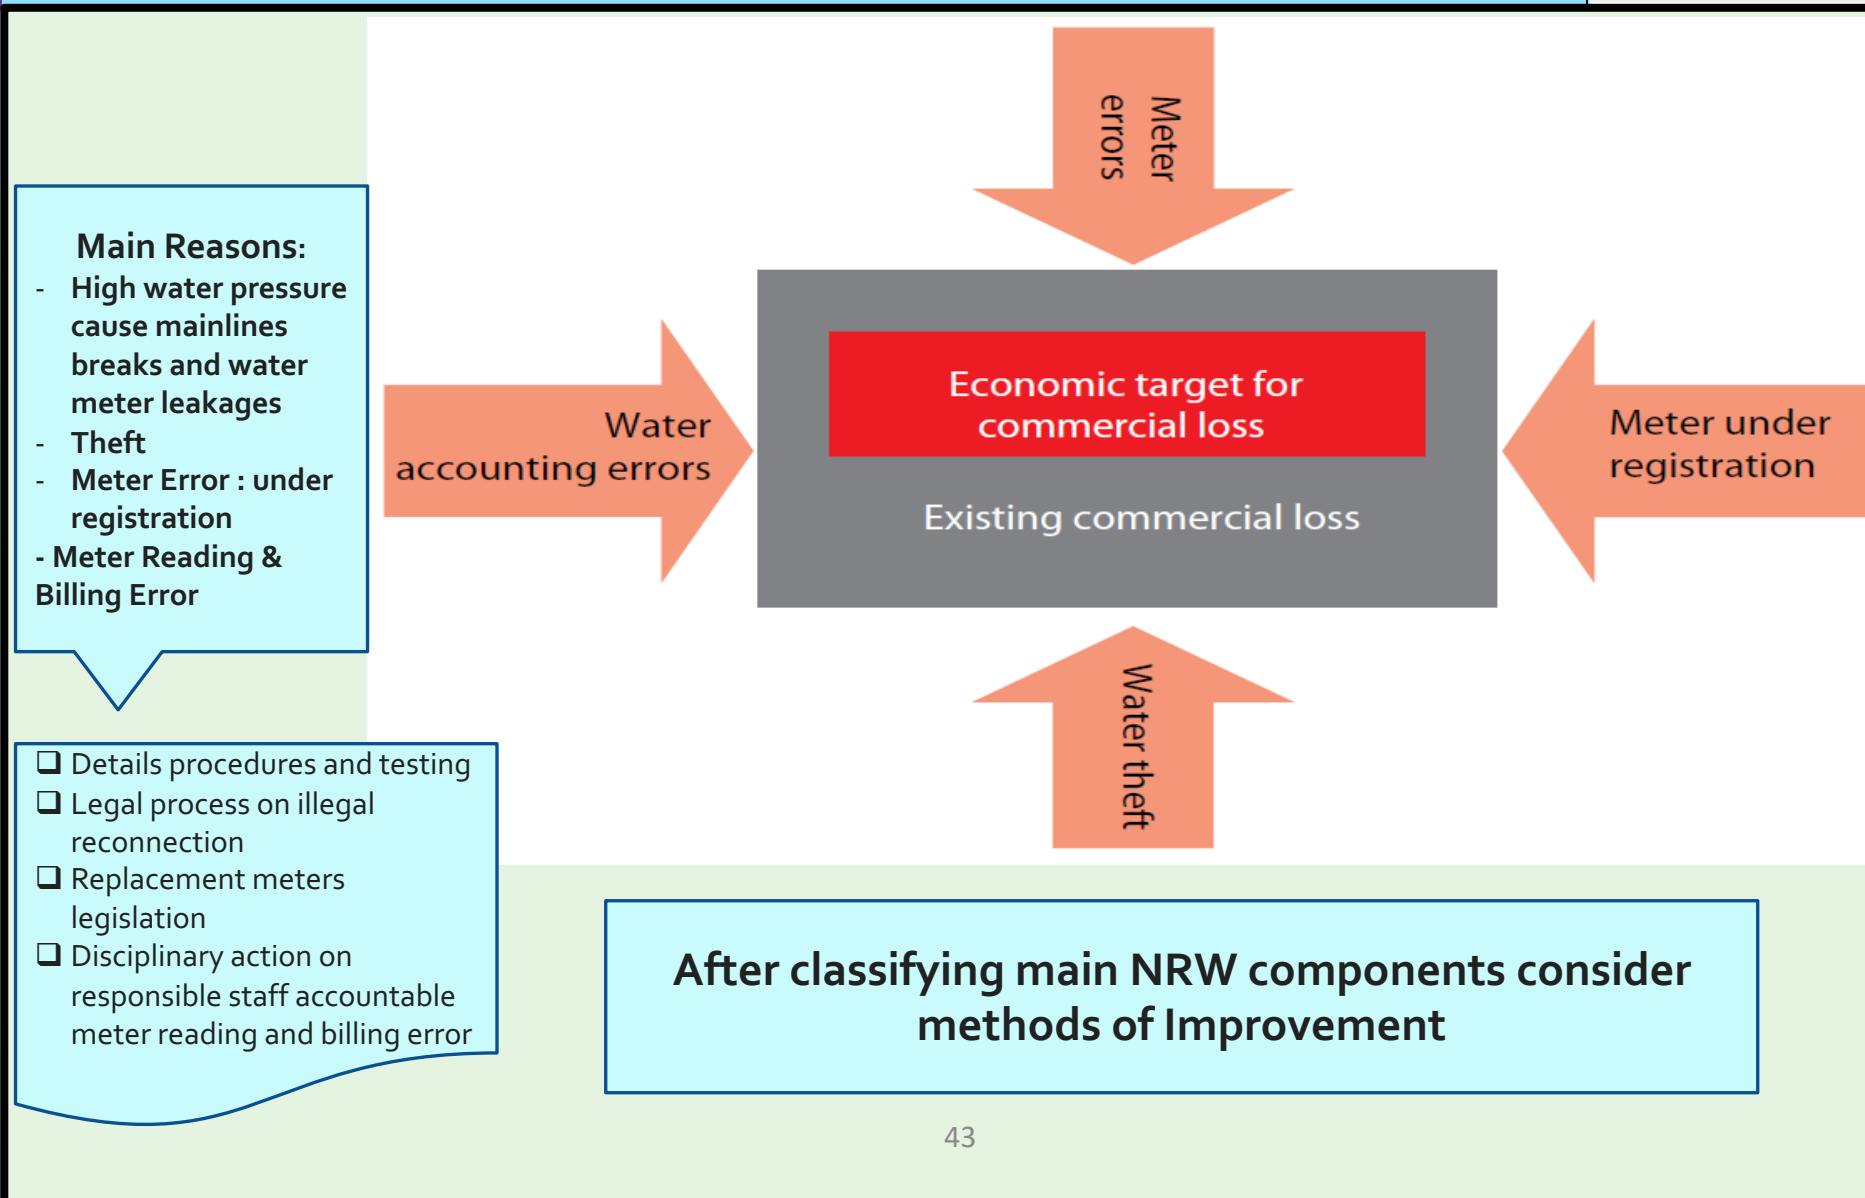 Main Reasons:
- High water pressure
cause mainlines
breaks and water
meter leakages
- Theft
- Meter Error : under
registration
- Meter Reading &
Billing Error
❑ Details procedures and testing
❑ Legal process on illegal
reconnection
❑ Replacement meters
legislation
❑ Disciplinary action on
responsible staff accountable
meter reading and billing error
Meter
errors
Water
accounting errors
Economic target for
commercial loss
Existing commercial loss
Meter under
registration
Water theft
After classifying main NRW components consider
methods of Improvement
43